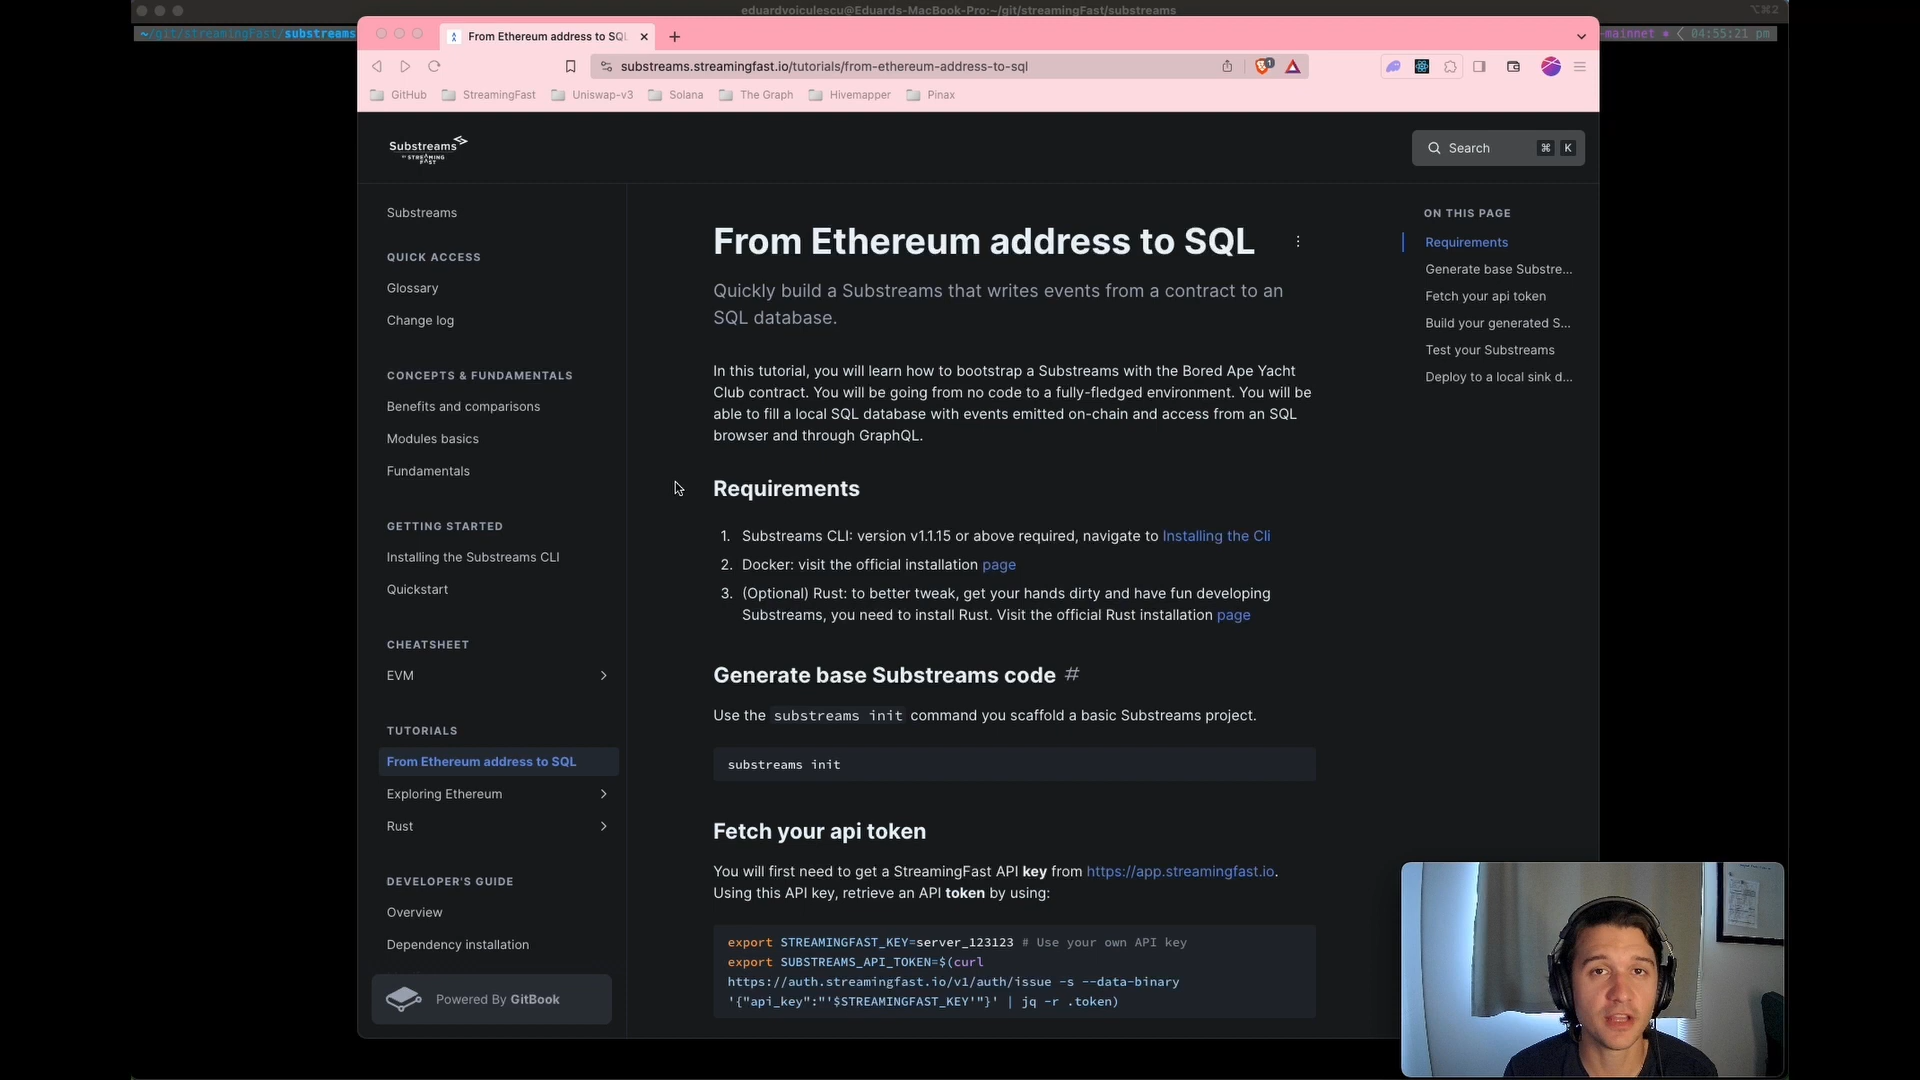 eduardvoiculescu@Eduards-MacBook-Pro:~/git/streamingFast/substreams
⌥⌘2
~/git/streamingFast/substreams
-mainnet
04:55:21 pm
From Ethereum address to SQL
substreams.streamingfast.io/tutorials/from-ethereum-address-to-sql
1
GitHub
StreamingFast
Uniswap-v3
Solana
The Graph
Hivemapper
Pinax
Substreams
BY STREAMING FAST
Search
⌘ K
Substreams
QUICK ACCESS
Glossary
Change log
CONCEPTS & FUNDAMENTALS
Benefits and comparisons
Modules basics
Fundamentals
GETTING STARTED
Installing the Substreams CLI
Quickstart
CHEATSHEET
EVM
TUTORIALS
From Ethereum address to SQL
Exploring Ethereum
Rust
DEVELOPER'S GUIDE
Overview
Dependency installation
Powered By GitBook
From Ethereum address to SQL
Quickly build a Substreams that writes events from a contract to an
SQL database.
In this tutorial, you will learn how to bootstrap a Substreams with the Bored Ape Yacht
Club contract. You will be going from no code to a fully-fledged environment. You will be
able to fill a local SQL database with events emitted on-chain and access from an SQL
browser and through GraphQL.
Requirements
1. Substreams CLI: version v1.1.15 or above required, navigate to Installing the Cli
2. Docker: visit the official installation page
3. (Optional) Rust: to better tweak, get your hands dirty and have fun developing
Substreams, you need to install Rust. Visit the official Rust installation page
Generate base Substreams code #
Use the substreams init command you scaffold a basic Substreams project.
substreams init
Fetch your api token
You will first need to get a StreamingFast API key from https://app.streamingfast.io.
Using this API key, retrieve an API token by using:
export STREAMINGFAST_KEY=server_123123 # Use your own API key
export SUBSTREAMS_API_TOKEN=$(curl
https://auth.streamingfast.io/v1/auth/issue -s --data-binary
'{"api_key":"'$STREAMINGFAST_KEY'"}' | jq -r .token)
ON THIS PAGE
Requirements
Generate base Substre...
Fetch your api token
Build your generated S...
Test your Substreams
Deploy to a local sink d...